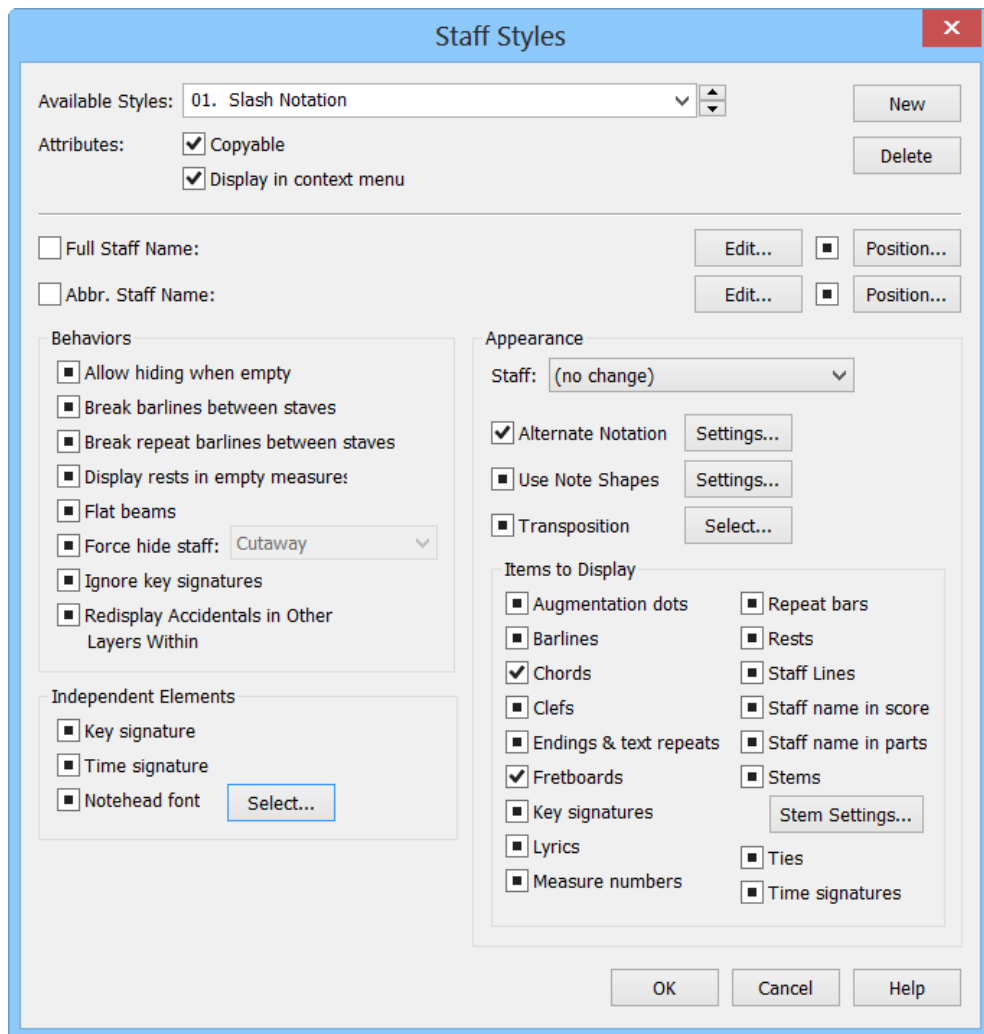 Staff Styles
Available Styles: 01. Slash Notation New
Attributes: Copyable Delete
Display in context menu
Full Staff Name: Edit... Position...
Abbr. Staff Name: Edit... Position...
Behaviors
Allow hiding when empty
Break barlines between staves
Break repeat barlines between staves
Display rests in empty measures
Flat beams
Force hide staff: Cutaway
Ignore key signatures
Redisplay Accidentals in Other
Layers Within
Independent Elements
Key signature
Time signature
Notehead font Select...
Appearance
Staff: (no change)
Alternate Notation Settings...
Use Note Shapes Settings...
Transposition Select...
Items to Display
Augmentation dots
Barlines
Chords
Clefs
Endings & text repeats
Fretboards
Key signatures
Lyrics
Measure numbers
Repeat bars
Rests
Staff Lines
Staff name in score
Staff name in parts
Stems
Stem Settings...
Ties
Time signatures
OK Cancel Help